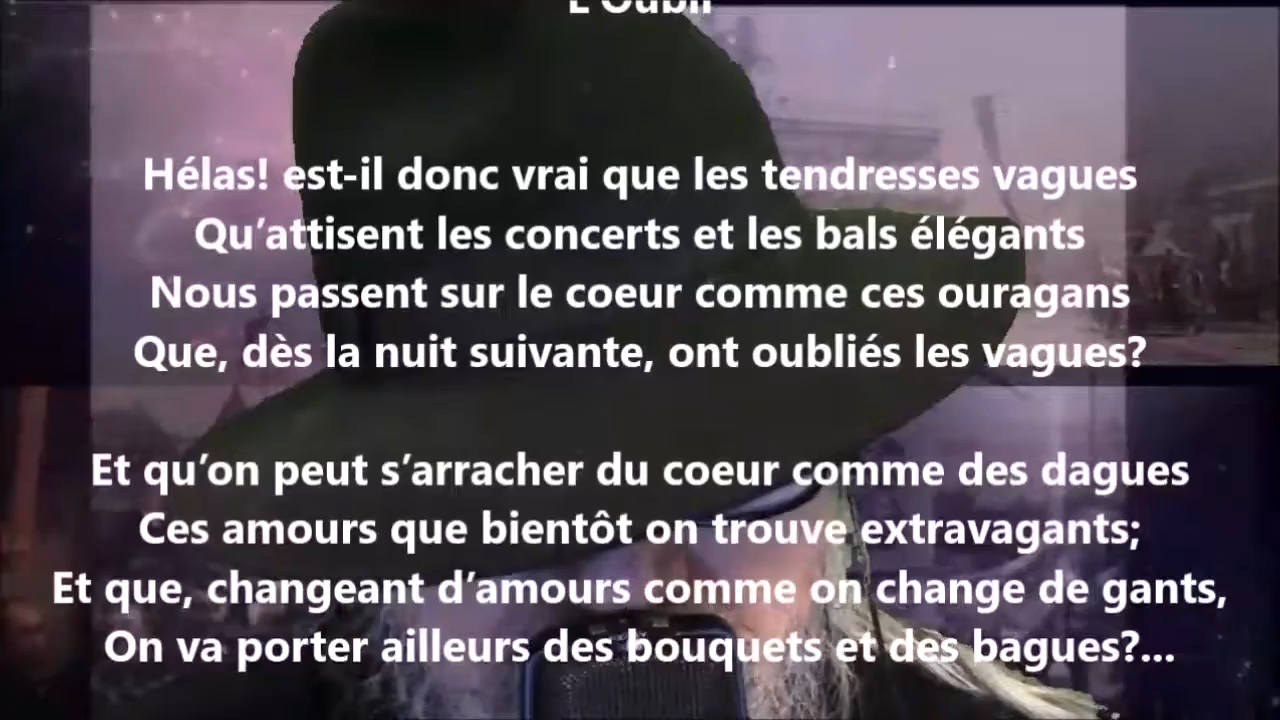 L'Oubli
Hélas! est-il donc vrai que les tendresses vagues
Qu’attisent les concerts et les bals élégants
Nous passent sur le coeur comme ces ouragans
Que, dès la nuit suivante, ont oubliés les vagues?
Et qu’on peut s’arracher du coeur comme des dagues
Ces amours que bientôt on trouve extravagants;
Et que, changeant d’amours comme on change de gants,
On va porter ailleurs des bouquets et des bagues?...